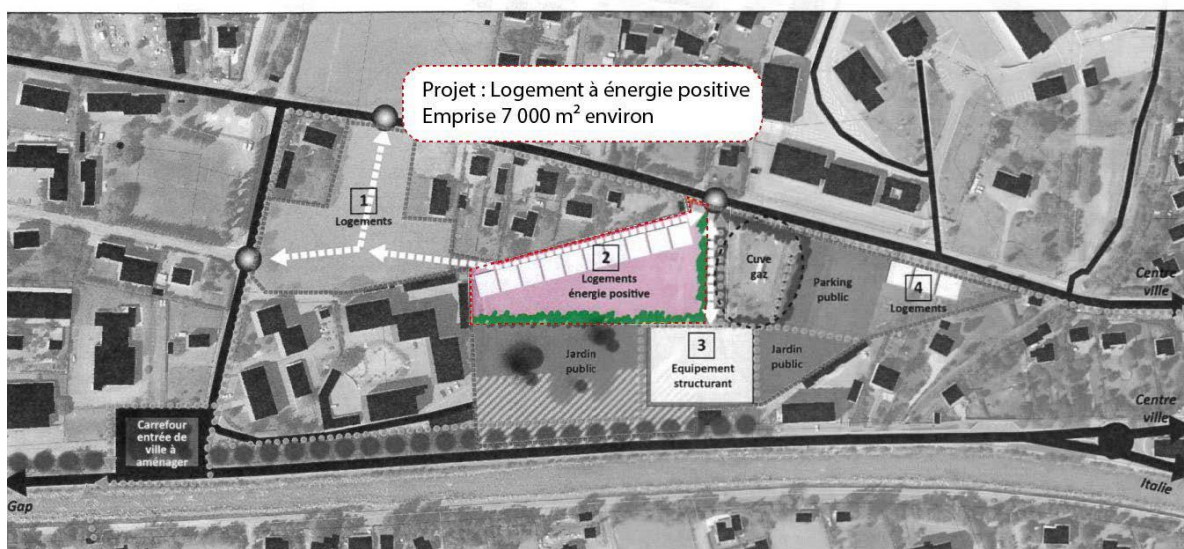 Projet : Logement à énergie positive
Emprise 7 000 m² environ
1
Logements
2
Logements
énergie positive
Cuve
gaz
Parking
public
4
Logements
Centre
ville
3
Equipement
structurant
Jardin
public
Jardin
public
Carrefour
entrée de
ville à
aménager
Centre
ville
Gap
Italie